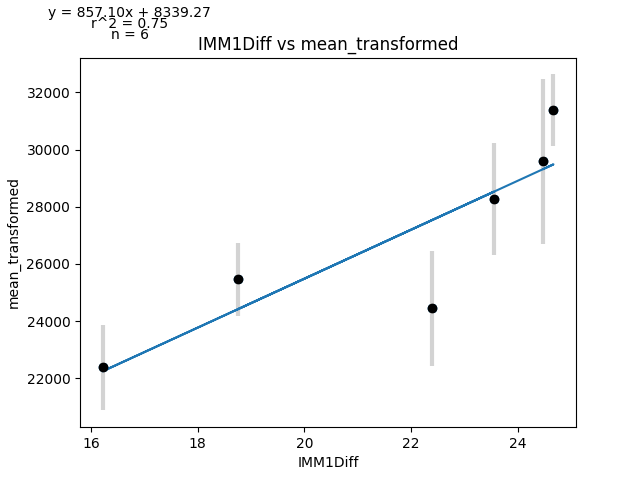 y = 857.10x + 8339.27
r^2 = 0.75
n = 6
IMM1Diff vs mean_transformed
mean_transformed
32000
30000
28000
26000
24000
22000
16
18
20
22
24
IMM1Diff